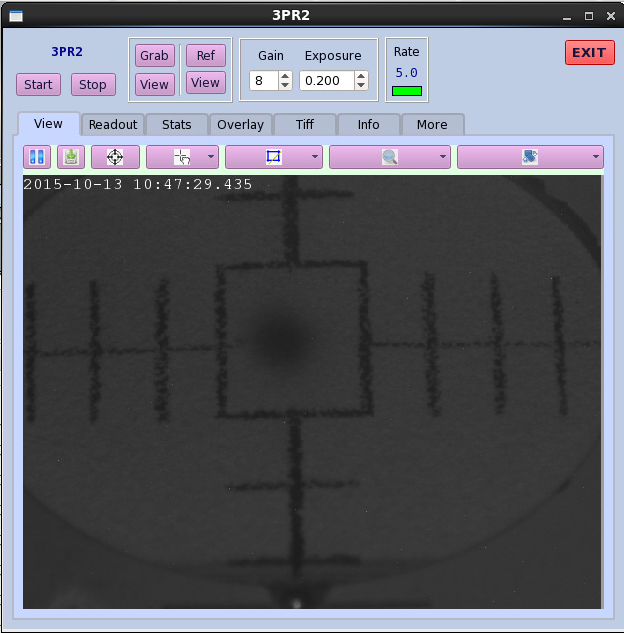 3PR2
3PR2
Start Stop
Grab Ref
View View
Gain Exposure
8 0.200
Rate
5.0
EXIT
View Readout Stats Overlay Tiff Info More
2015-10-13 10:47:29.435